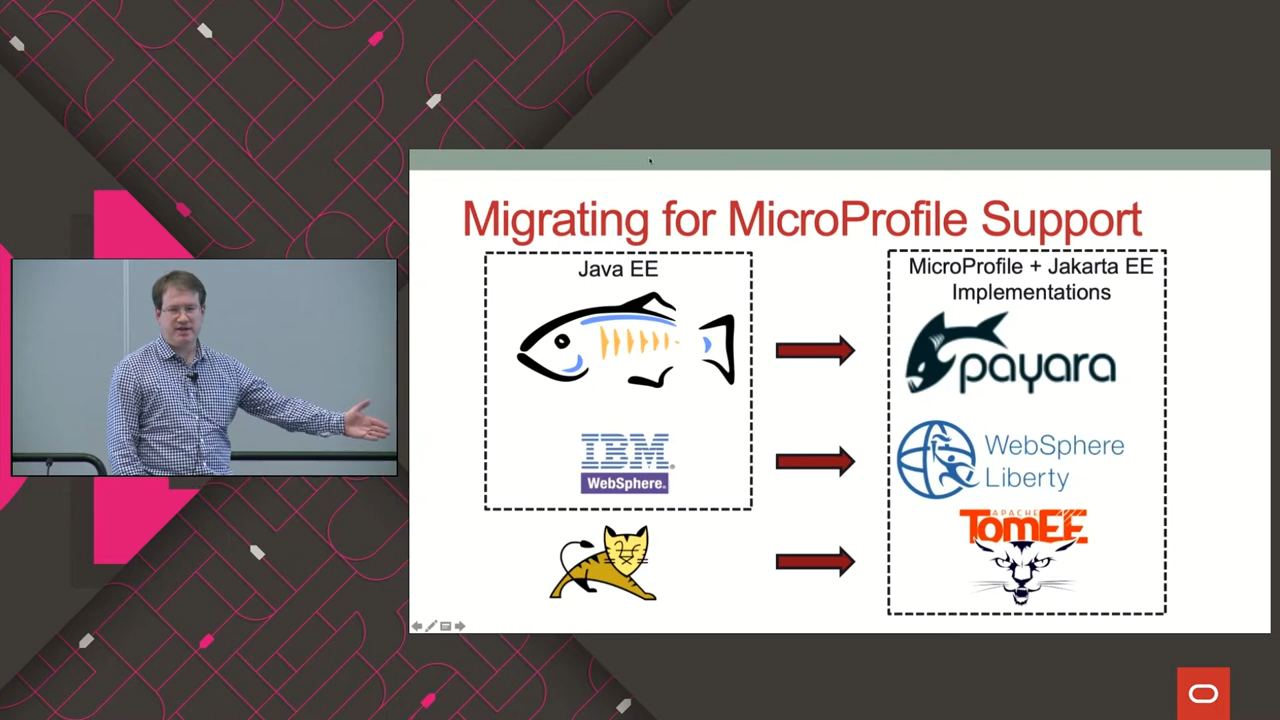 Migrating for MicroProfile Support
Java EE
IBM®
WebSphere®
MicroProfile + Jakarta EE
Implementations
payara
WebSphere
Liberty
APACHE
TomEE